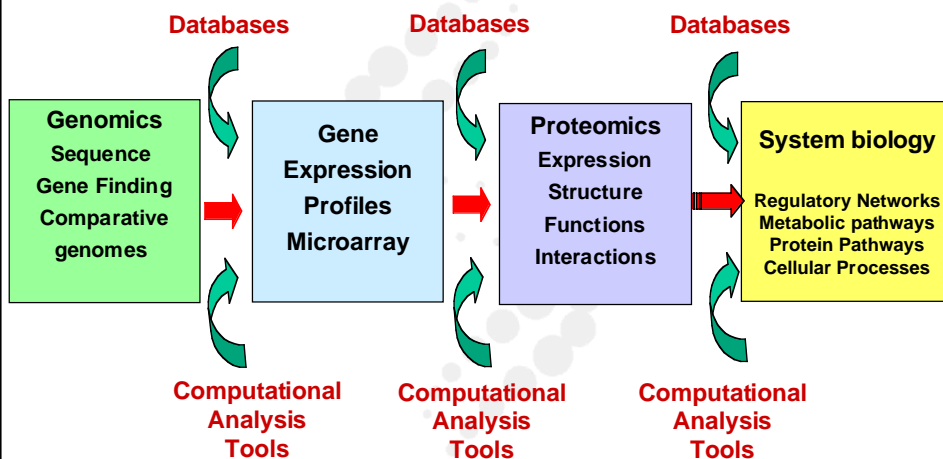 Databases
Databases
Databases
Genomics
Sequence
Gene Finding
Comparative
genomes
Gene
Expression
Profiles
Microarray
Proteomics
Expression
Structure
Functions
Interactions
System biology
Regulatory Networks
Metabolic pathways
Protein Pathways
Cellular Processes
Computational
Analysis
Tools
Computational
Analysis
Tools
Computational
Analysis
Tools